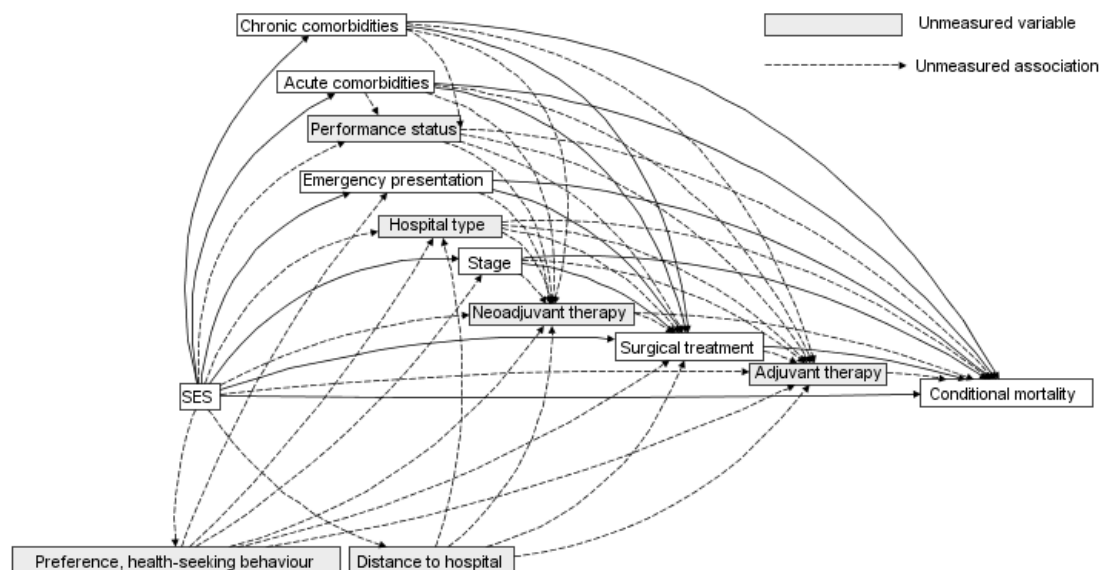 Chronic comorbidities
Unmeasured variable
Unmeasured association
Acute comorbidities
Performance status
Emergency presentation
Hospital type
Stage
Neoadjuvant therapy
Surgical treatment
Adjuvant therapy
SES
Conditional mortality
Preference, health-seeking behaviour
Distance to hospital